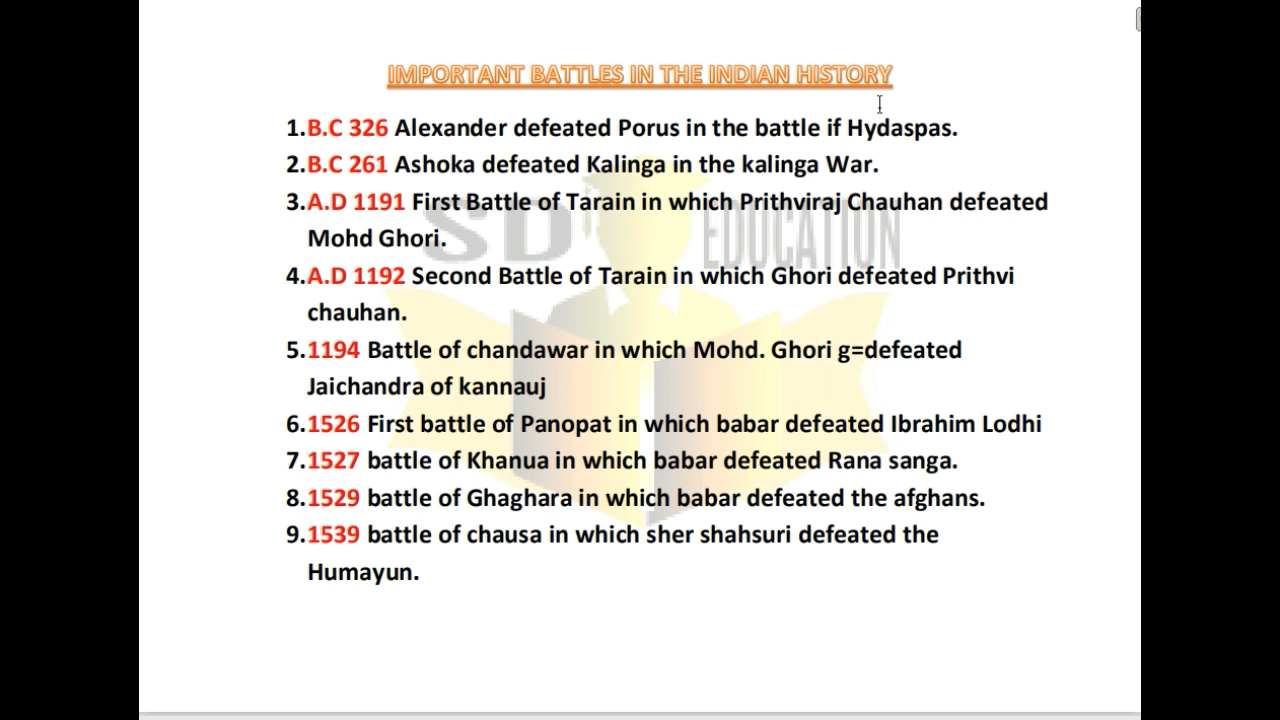 IMPORTANT BATTLES IN THE INDIAN HISTORY
1.B.C 326 Alexander defeated Porus in the battle if Hydaspas.
2.B.C 261 Ashoka defeated Kalinga in the kalinga War.
3.A.D 1191 First Battle of Tarain in which Prithviraj Chauhan defeated
Mohd Ghori.
4.A.D 1192 Second Battle of Tarain in which Ghori defeated Prithvi
chauhan.
5.1194 Battle of chandawar in which Mohd. Ghori g=defeated
Jaichandra of kannauj
6.1526 First battle of Panopat in which babar defeated Ibrahim Lodhi
7.1527 battle of Khanua in which babar defeated Rana sanga.
8.1529 battle of Ghaghara in which babar defeated the afghans.
9.1539 battle of chausa in which sher shahsuri defeated the
Humayun.
SD EDUCATION